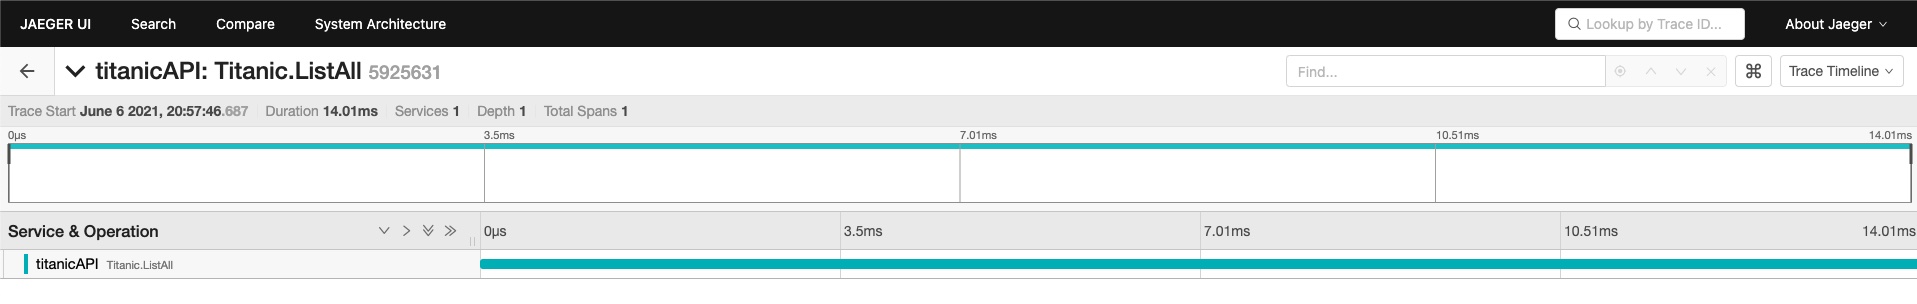 JAEGER UI Search Compare System Architecture Lookup by Trace ID... About Jaeger
titanicAPI: Titanic.ListAll 5925631 Find... Trace Timeline
Trace Start June 6 2021, 20:57:46.687 Duration 14.01ms Services 1 Depth 1 Total Spans 1
0μs 3.5ms 7.01ms 10.51ms 14.01ms
Service & Operation 0μs 3.5ms 7.01ms 10.51ms 14.01ms
titanicAPI Titanic.ListAll